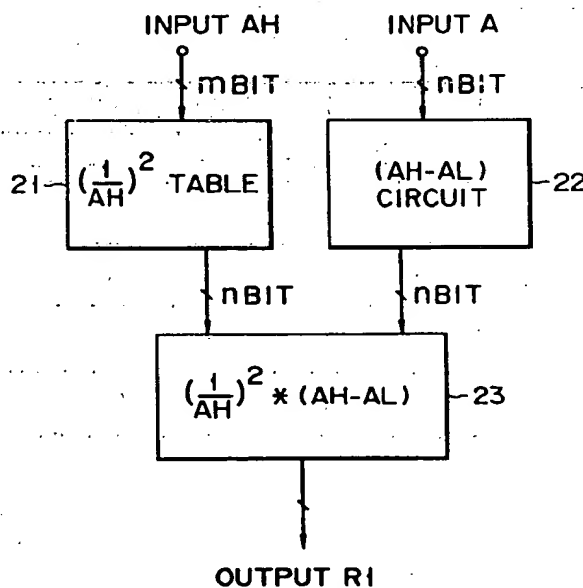 INPUT AH INPUT A
mBIT nBIT
21 (1/AH)² TABLE
(AH-AL) CIRCUIT 22
nBIT nBIT
(1/AH)² * (AH-AL) 23
OUTPUT R1